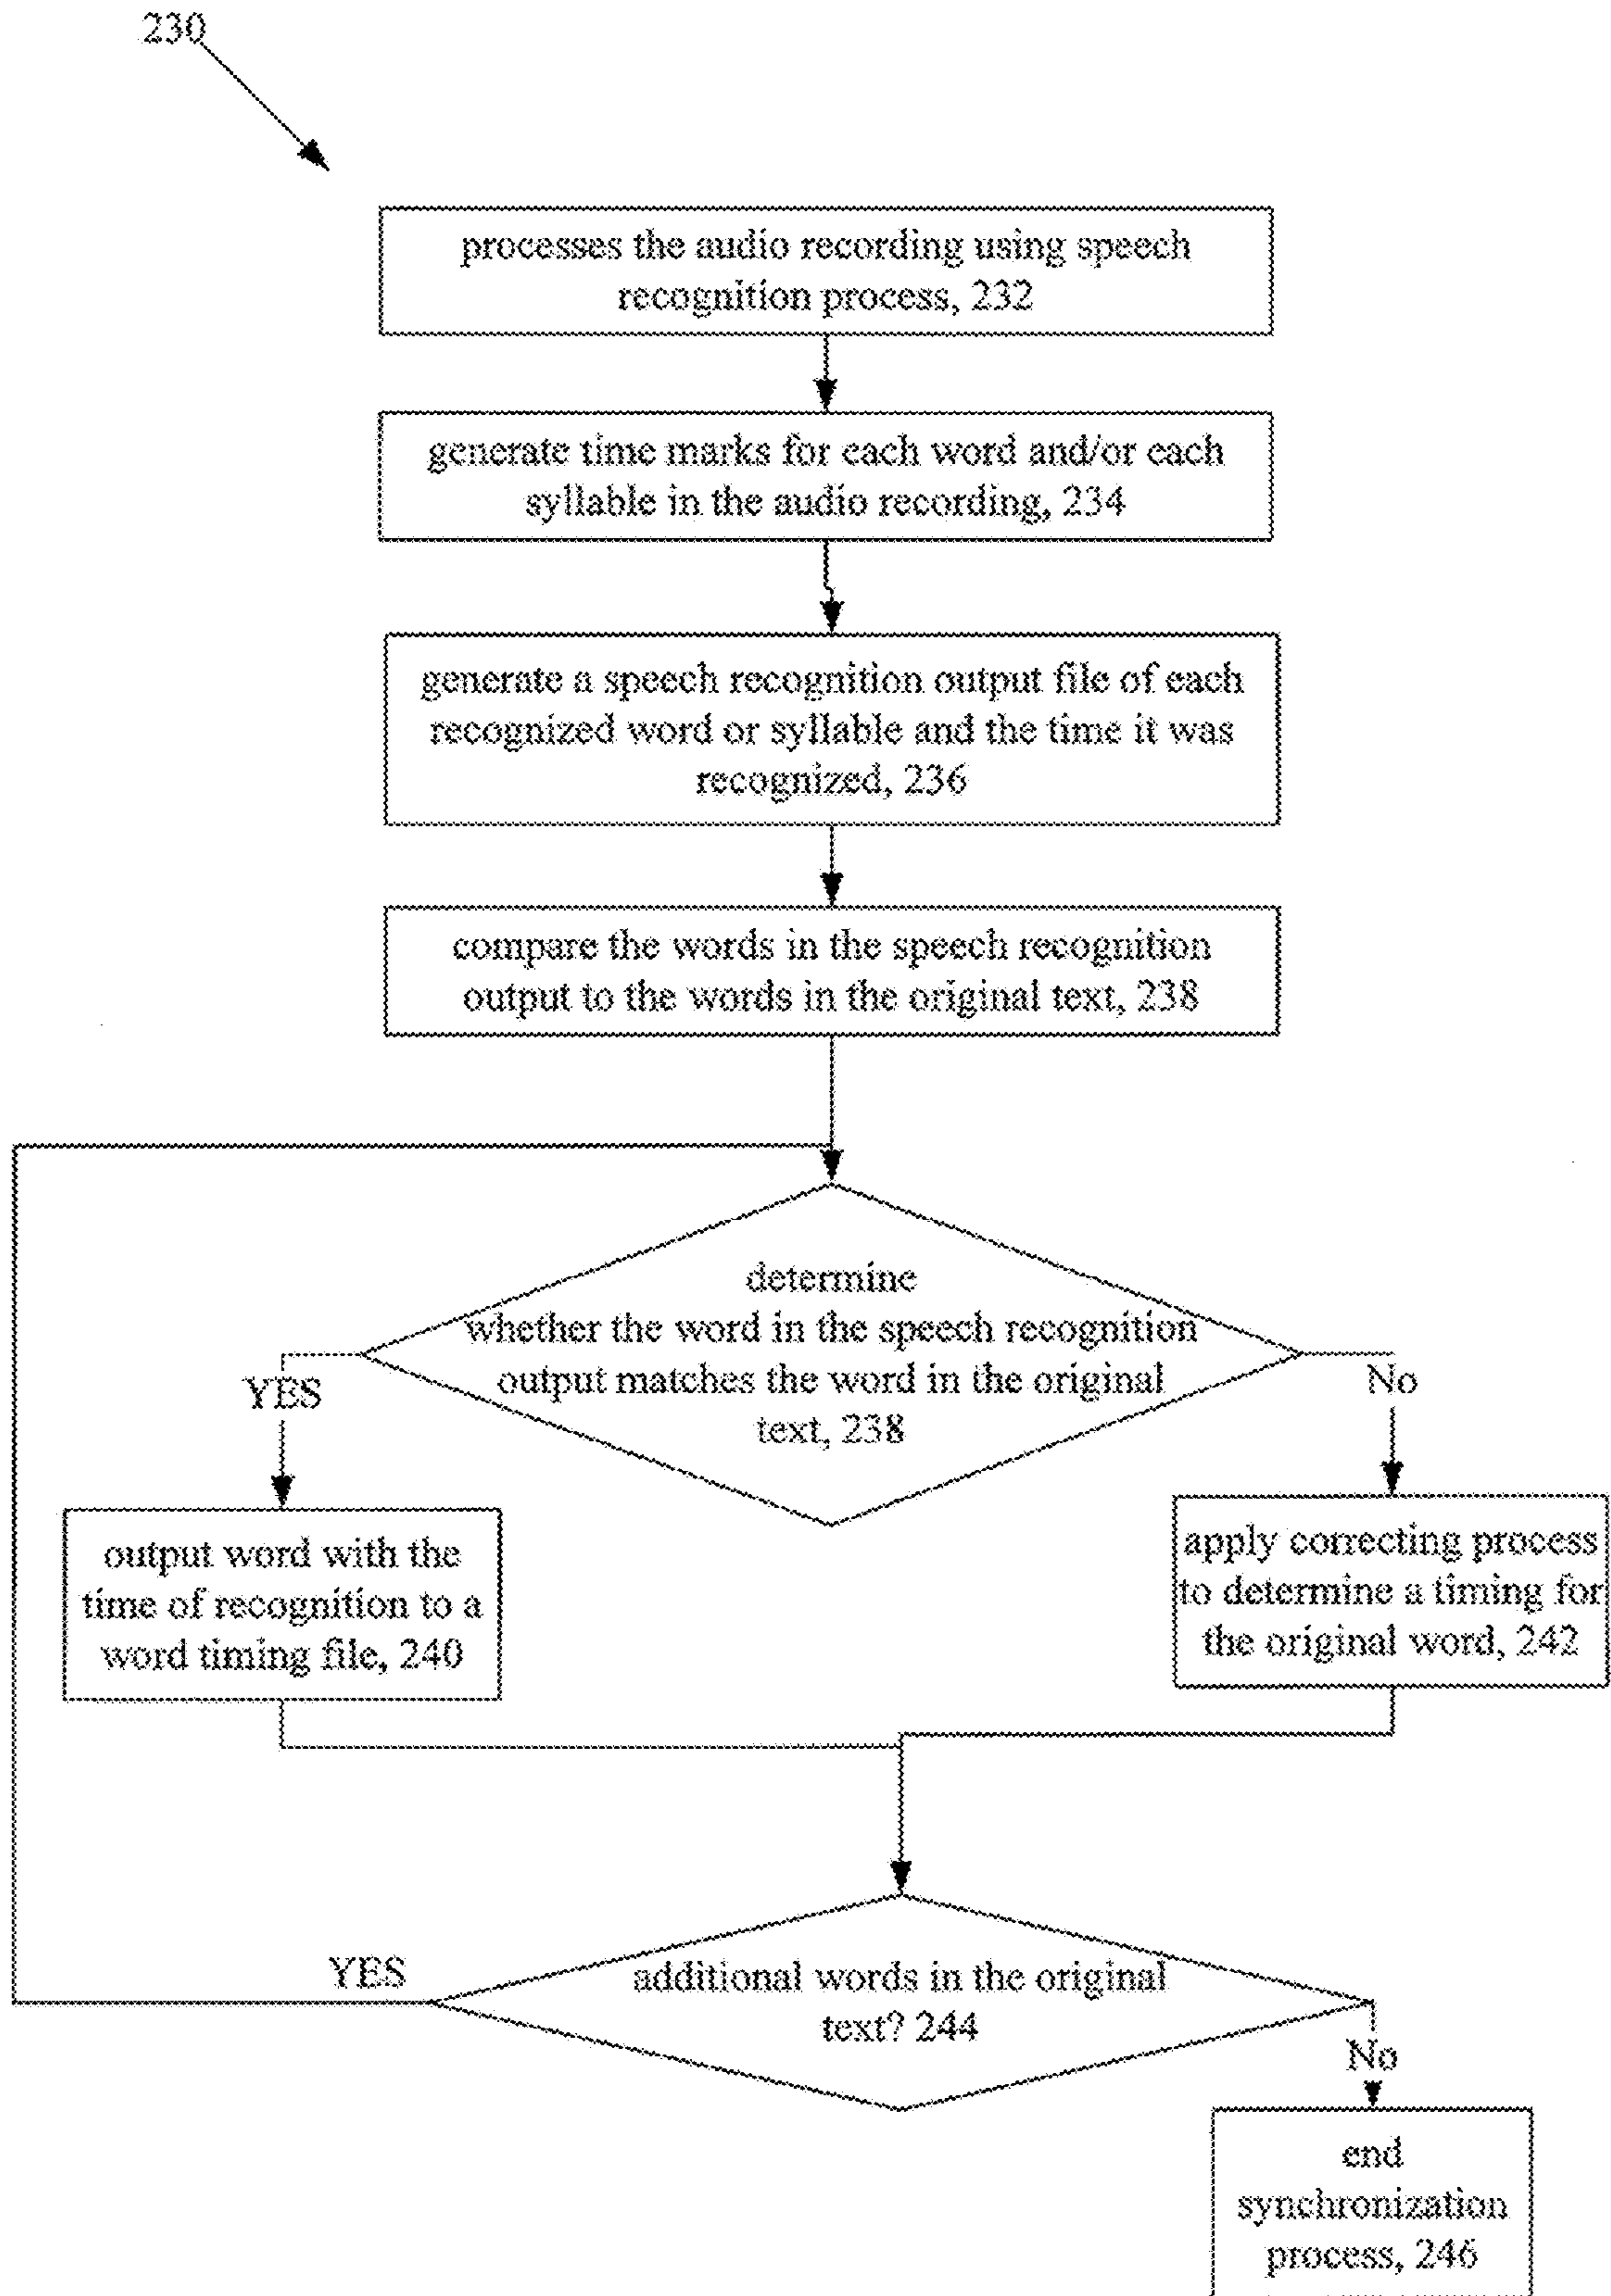 230
processes the audio recording using speech
recognition process, 232
generate time marks for each word and/or each
syllable in the audio recording, 234
generate a speech recognition output file of each
recognized word or syllable and the time it was
recognized, 236
compare the words in the speech recognition
output to the words in the original text, 238
determine
whether the word in the speech recognition
output matches the word in the original
text, 238
YES
No
output word with the
time of recognition to a
word timing file, 240
apply correcting process
to determine a timing for
the original word, 242
YES
additional words in the original
text? 244
No
end
synchronization
process, 246